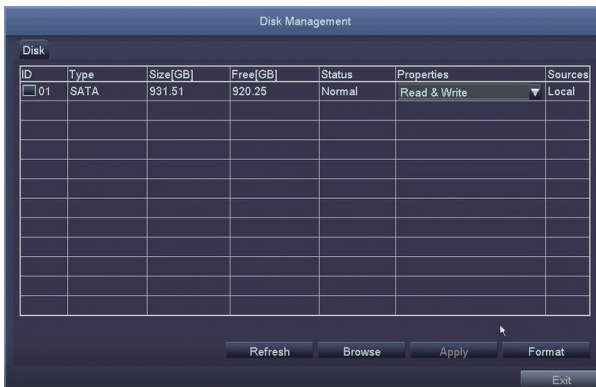 Disk Management
Disk
ID Type Size[GB] Free[GB] Status Properties Sources
01 SATA 931.51 920.25 Normal Read & Write Local
Refresh Browse Apply Format
Exit